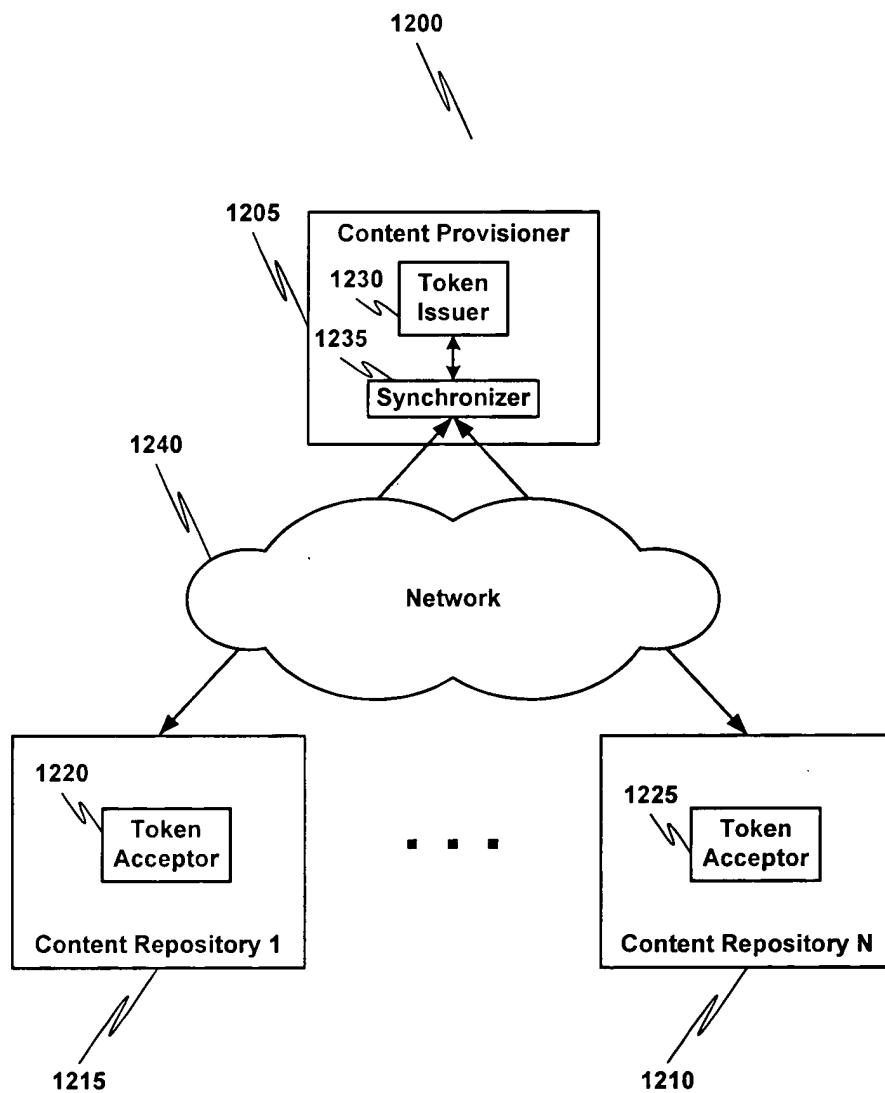 1200
1205
Content Provisioner
1230
Token
Issuer
1235
Synchronizer
1240
Network
1220
Token
Acceptor
Content Repository 1
1225
Token
Acceptor
Content Repository N
1215
1210